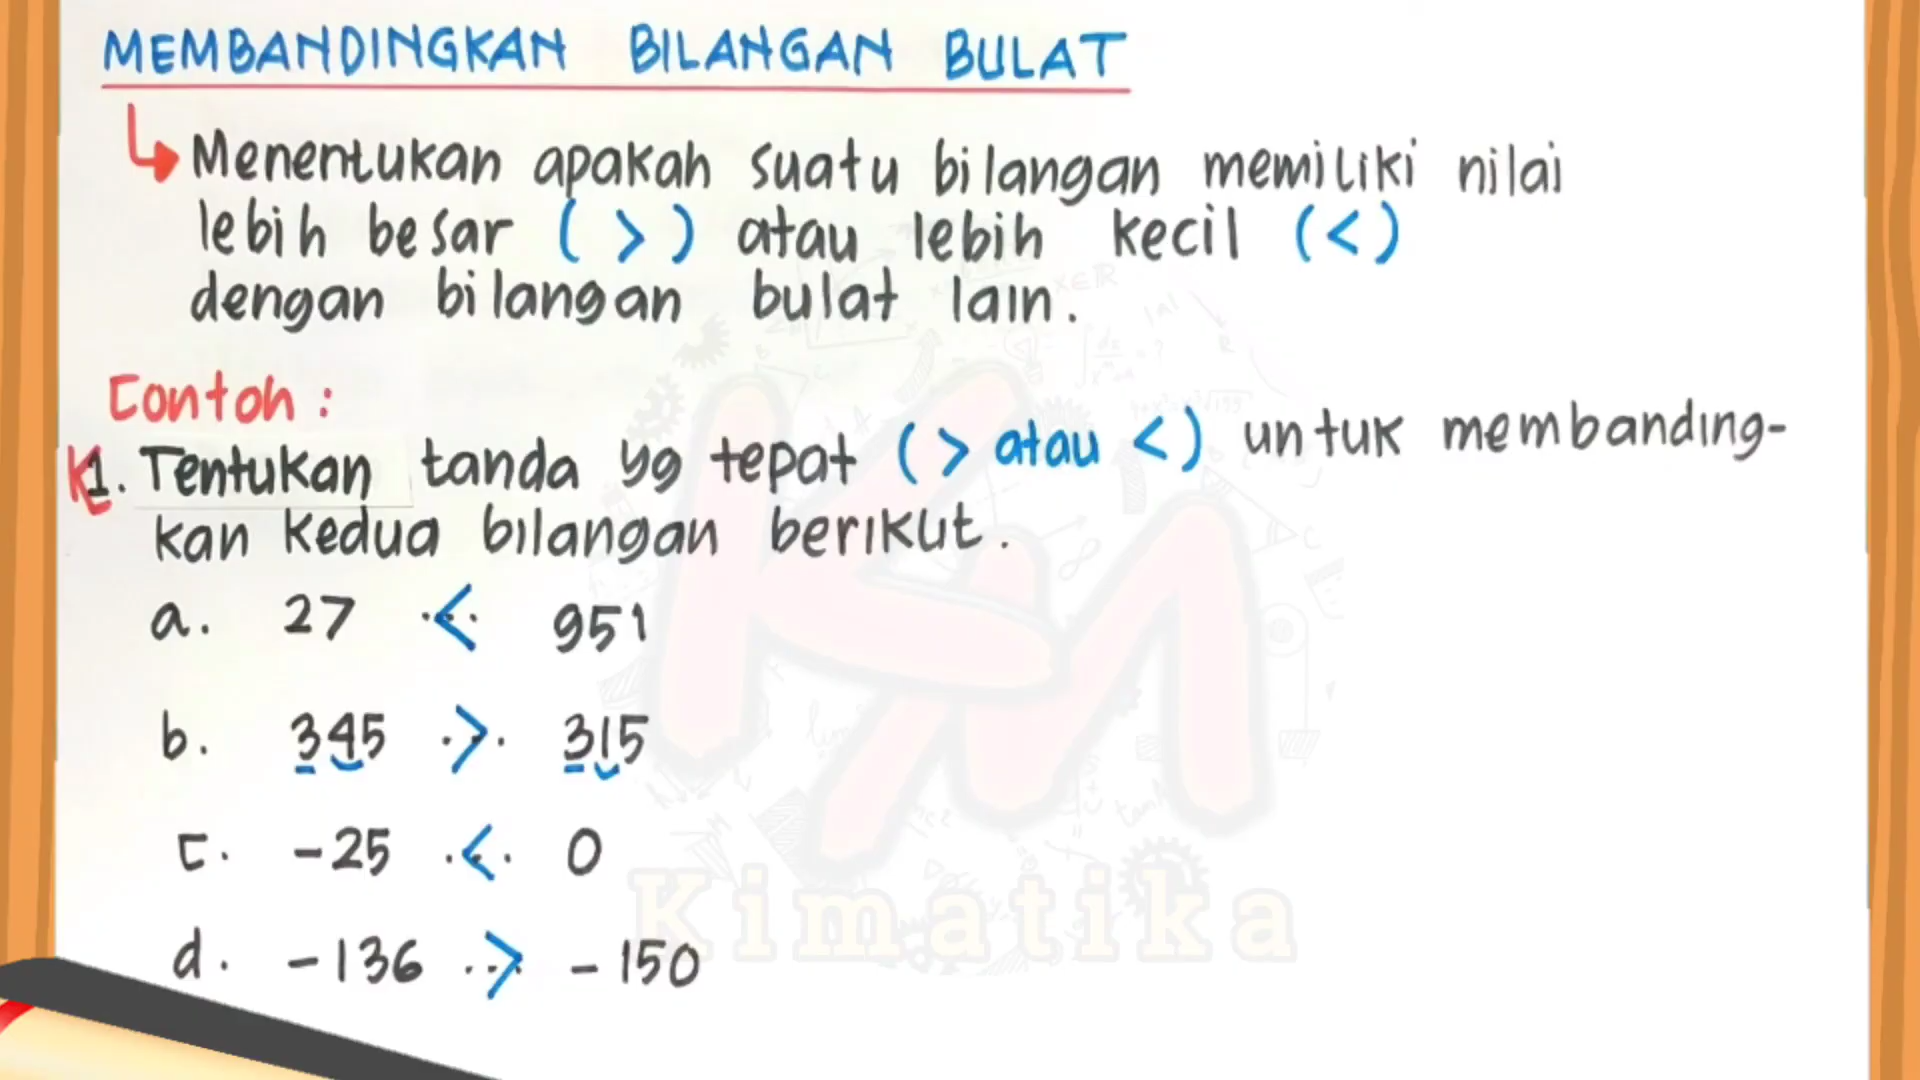 MEMBANDINGKAN BILANGAN BULAT
Menentukan apakah suatu bilangan memiliki nilai
lebih besar ( > ) atau lebih kecil ( < )
dengan bilangan bulat lain.
Contoh :
1. Tentukan tanda yg tepat ( > atau < ) untuk membanding-
kan kedua bilangan berikut.
a. 27 .<. 951
b. 345 .>. 315
c. -25 .<. 0
d. -136 ..> -150
KM
Kimatika